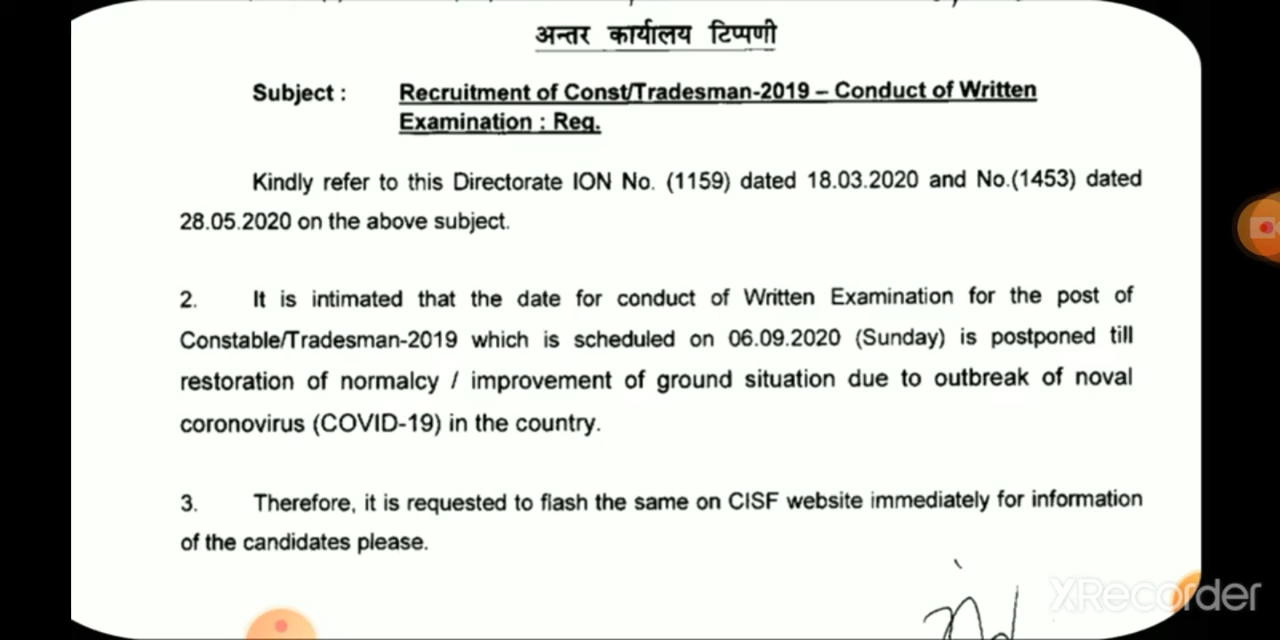 अन्तर कार्यालय टिप्पणी
Subject : Recruitment of Const/Tradesman-2019 – Conduct of Written
Examination : Reg.
Kindly refer to this Directorate ION No. (1159) dated 18.03.2020 and No.(1453) dated
28.05.2020 on the above subject.
2. It is intimated that the date for conduct of Written Examination for the post of
Constable/Tradesman-2019 which is scheduled on 06.09.2020 (Sunday) is postponed till
restoration of normalcy / improvement of ground situation due to outbreak of noval
coronovirus (COVID-19) in the country.
3. Therefore, it is requested to flash the same on CISF website immediately for information
of the candidates please.
XRecorder